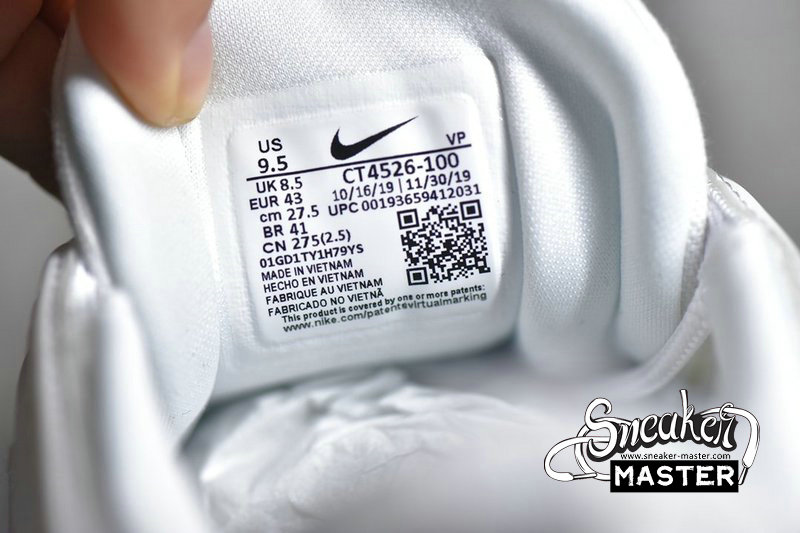 US
9.5
VP
CT4526-100
UK 8.5
10/16/19 | 11/30/19
EUR 43
UPC 00193659412031
cm 27.5
BR 41
CN 275(2.5)
01GD1TY1H79YS
MADE IN VIETNAM
HECHO EN VIETNAM
FABRIQUE AU VIETNAM
FABRICADO NO VIETNÃ
This product is covered by one or more patents:
www.nike.com/patentsvirtualmarking
Sneaker
www.sneaker-master.com
MASTER